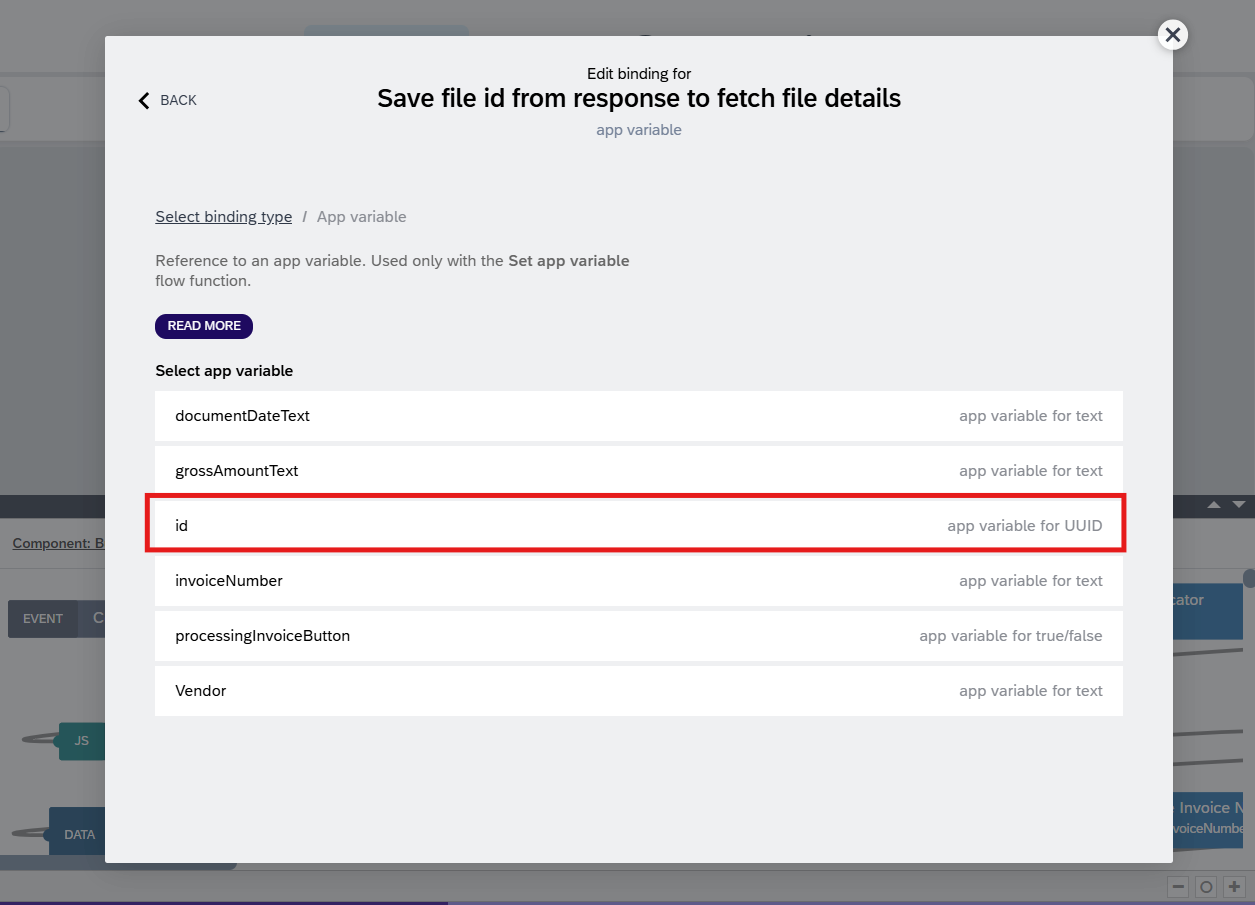 Edit binding for
Save file id from response to fetch file details
BACK
app variable
Select binding type / App variable
Reference to an app variable. Used only with the Set app variable
flow function.
READ MORE
Select app variable
documentDateText app variable for text
grossAmountText app variable for text
id app variable for UUID
invoiceNumber app variable for text
processingInvoiceButton app variable for true/false
Vendor app variable for text
Component: B
EVENT C
JS
DATA
Invoice N